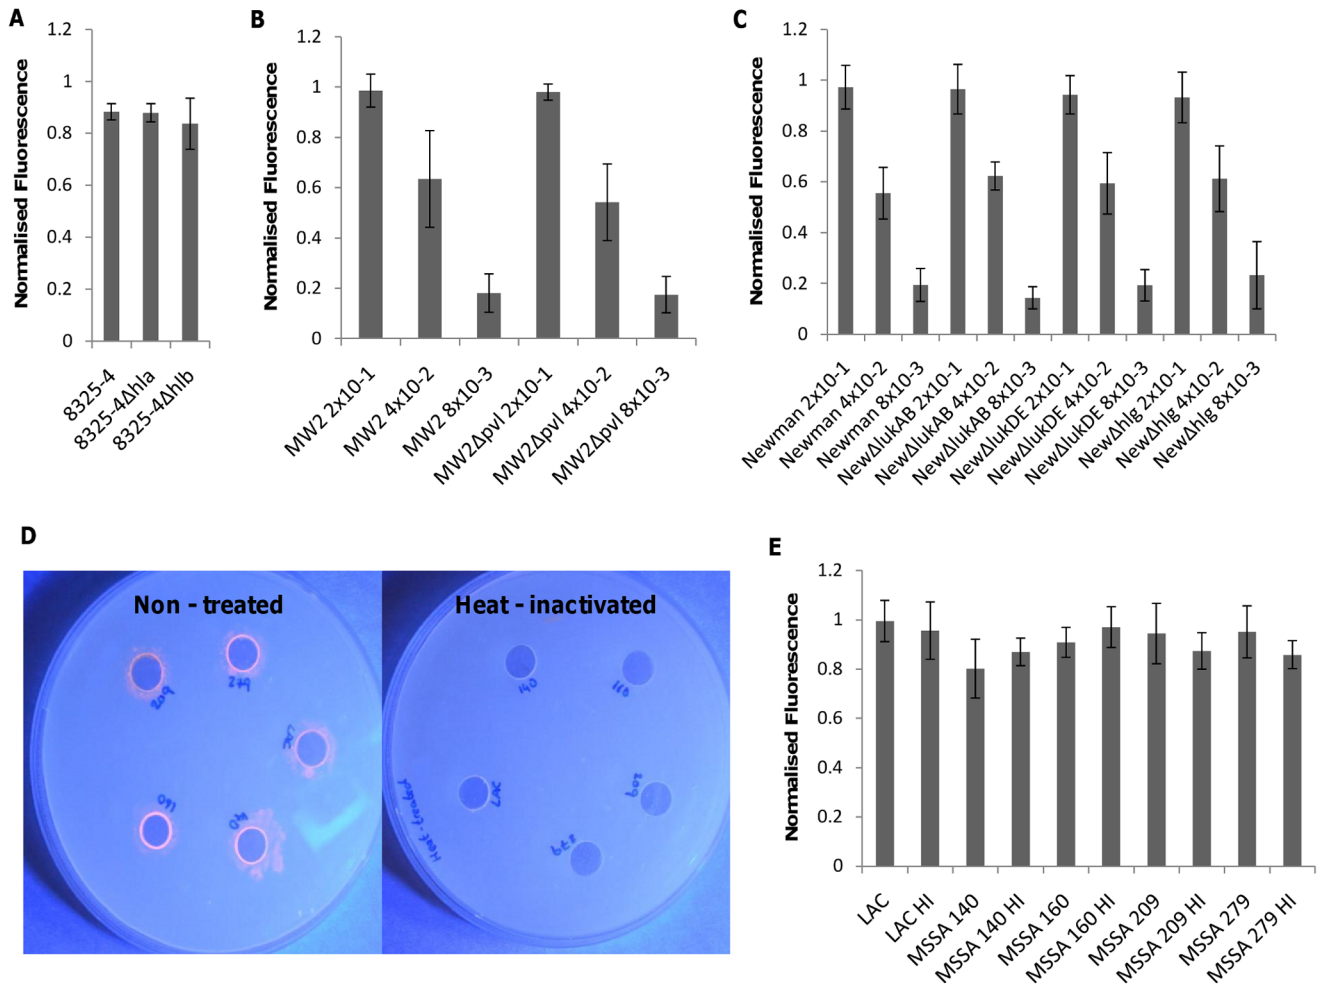 A
B
C
1.2
1
0.8
0.6
0.4
0.2
0
Normalised Fluorescence
8325-4
8325-4Δhla
8325-4Δhlb
1.2
1
0.8
0.6
0.4
0.2
0
Normalised Fluorescence
MW2 2x10-1
MW2 4x10-2
MW2 8x10-3
MW2Δpvl 2x10-1
MW2Δpvl 4x10-2
MW2Δpvl 8x10-3
1.2
1
0.8
0.6
0.4
0.2
0
Normalised Fluorescence
Newman 2x10-1
Newman 4x10-2
Newman 8x10-3
NewΔlukAB 2x10-1
NewΔlukAB 4x10-2
NewΔlukAB 8x10-3
NewΔlukDE 2x10-1
NewΔlukDE 4x10-2
NewΔlukDE 8x10-3
NewΔhlg 2x10-1
NewΔhlg 4x10-2
NewΔhlg 8x10-3
D
Non - treated
209
279
LAC
160
140
Heat - inactivated
140
160
LAC
209
279
Heat-treated
E
1.2
1
0.8
0.6
0.4
0.2
0
Normalised Fluorescence
LAC
LAC HI
MSSA 140
MSSA 140 HI
MSSA 160
MSSA 160 HI
MSSA 209
MSSA 209 HI
MSSA 279
MSSA 279 HI